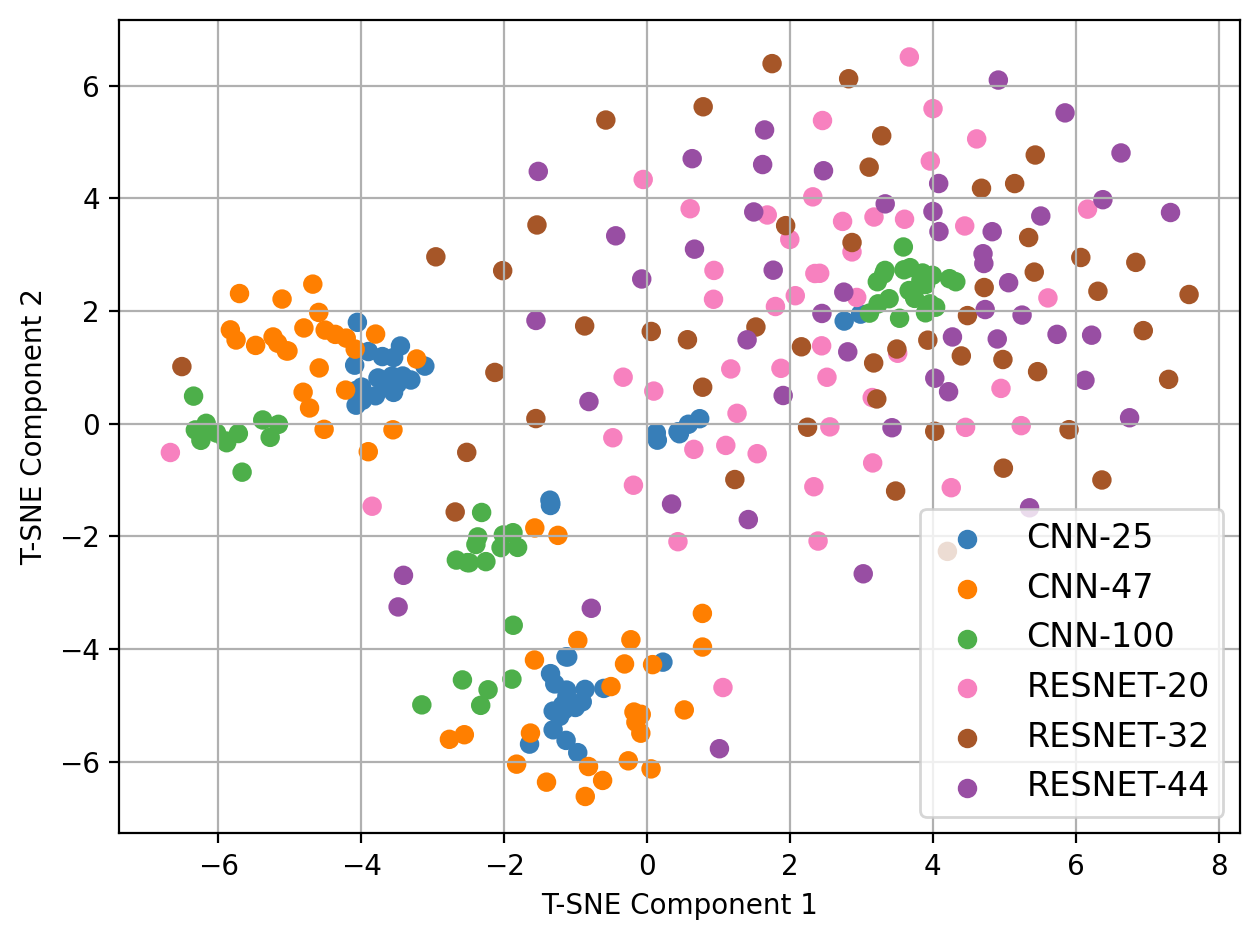 6
4
2
0
−2
−4
−6
T-SNE Component 2
CNN-25
CNN-47
CNN-100
RESNET-20
RESNET-32
RESNET-44
−6 −4 −2 0 2 4 6 8
T-SNE Component 1